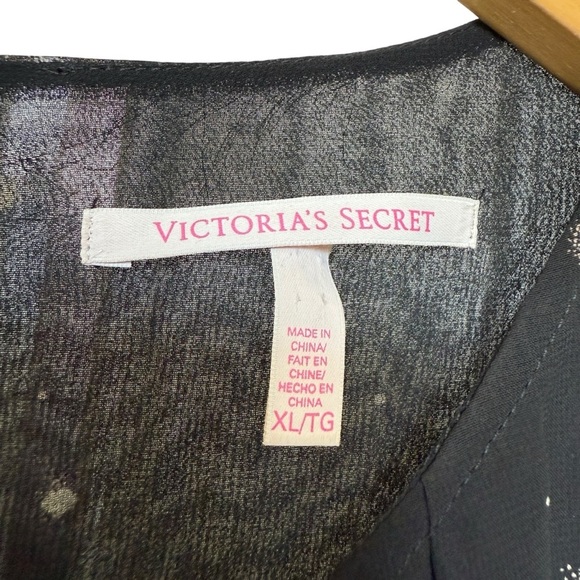 VICTORIA'S SECRET
MADE IN
CHINA/
FAIT EN
CHINE/
HECHO EN
CHINA
XL/TG